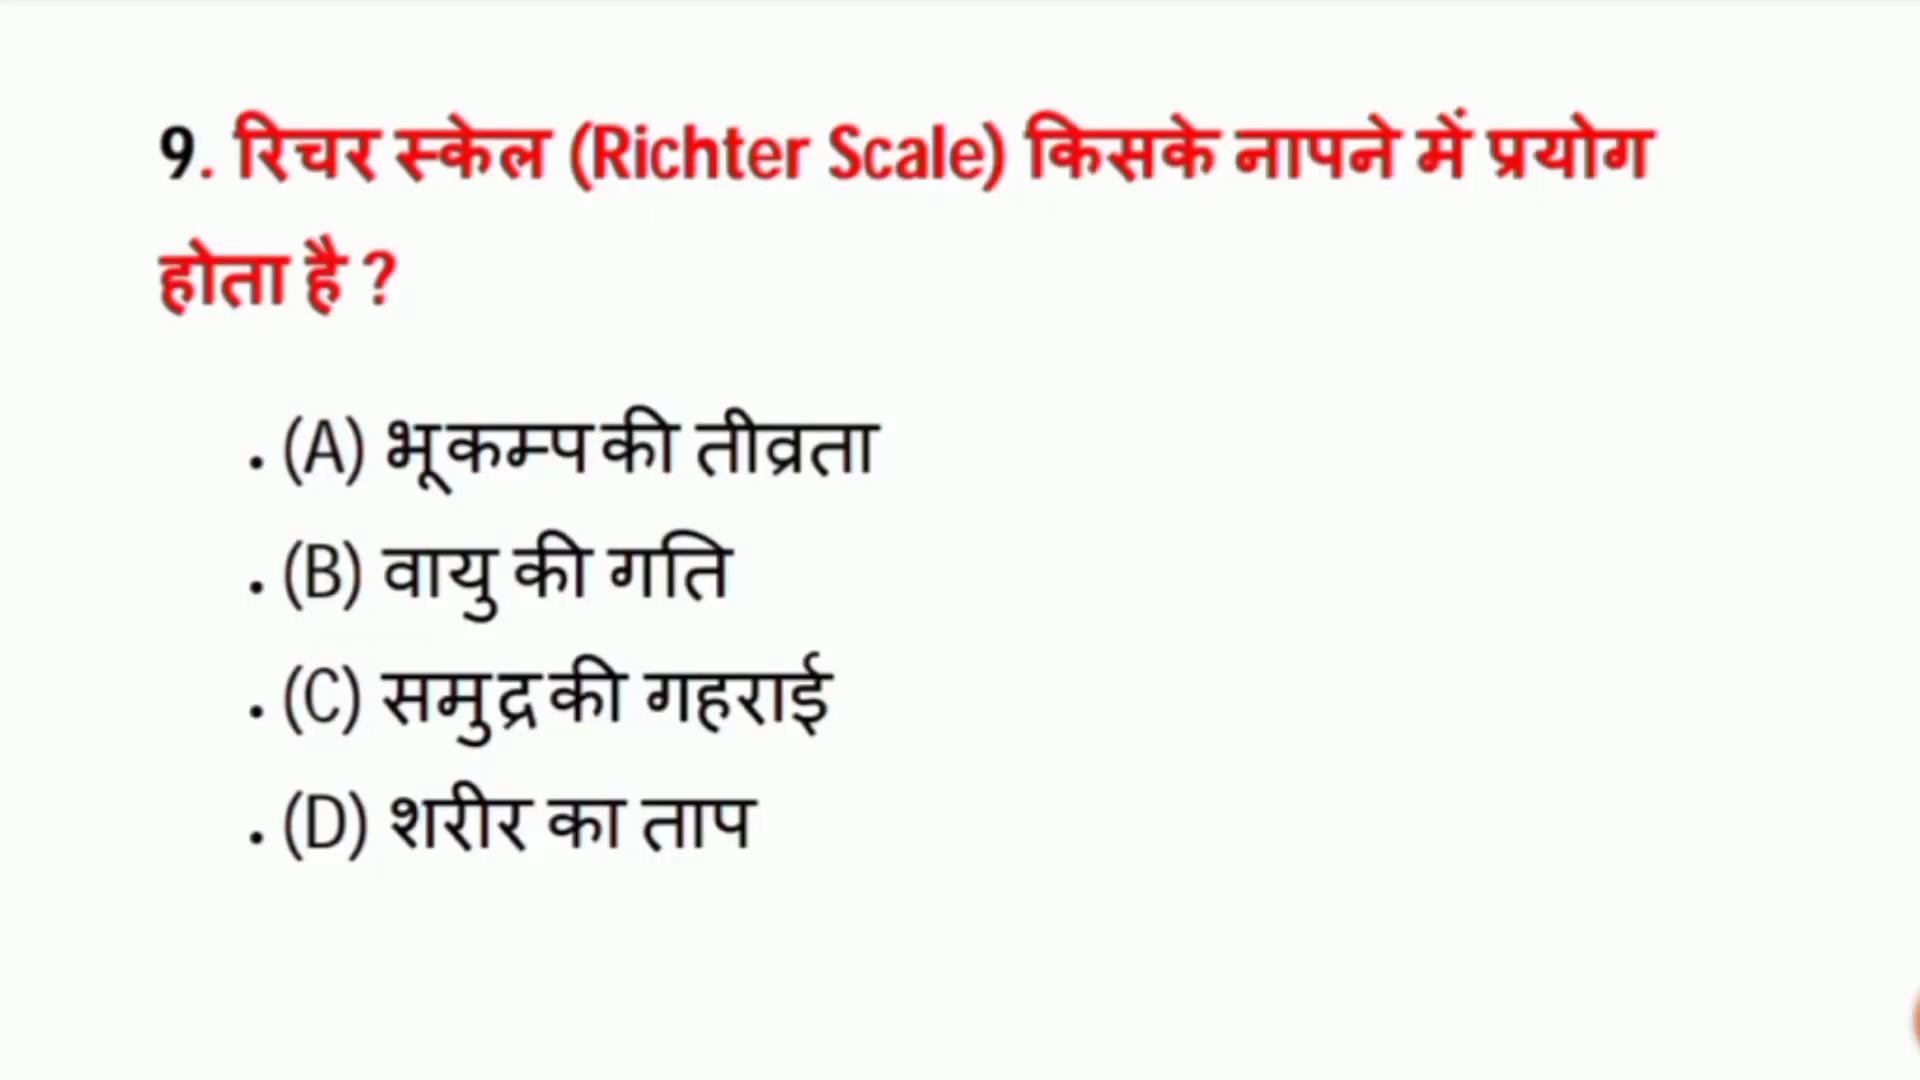 9. रिचर स्केल (Richter Scale) किसके नापने में प्रयोग
होता है ?
. (A) भूकम्प की तीव्रता
. (B) वायु की गति
. (C) समुद्र की गहराई
. (D) शरीर का ताप